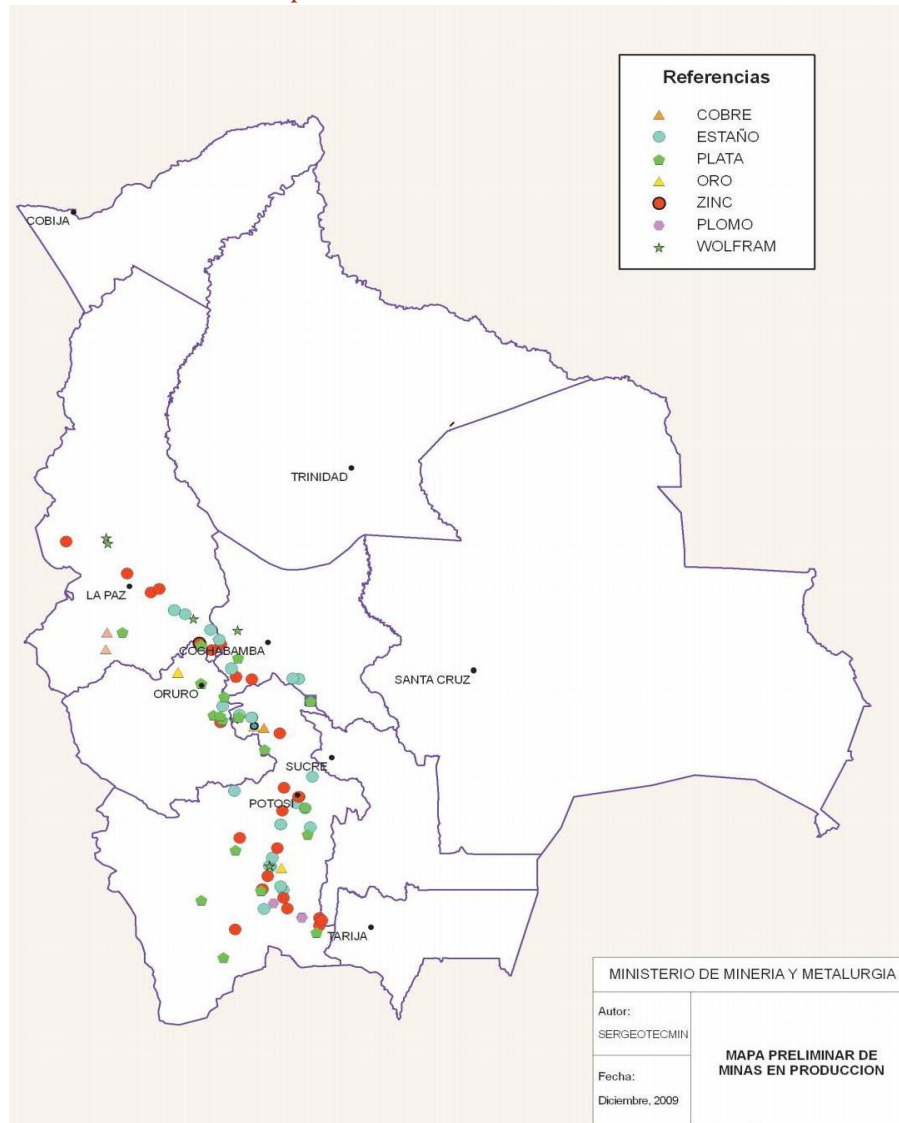 Referencias
COBRE
ESTAÑO
PLATA
ORO
ZINC
PLOMO
WOLFRAM
COBIJA
TRINIDAD
LA PAZ
COCHABAMBA
SANTA CRUZ
ORURO
SUCRE
POTOSI
TARIJA
MINISTERIO DE MINERIA Y METALURGIA
Autor:
SERGEOTECMIN
Fecha:
Diciembre, 2009
MAPA PRELIMINAR DE
MINAS EN PRODUCCION